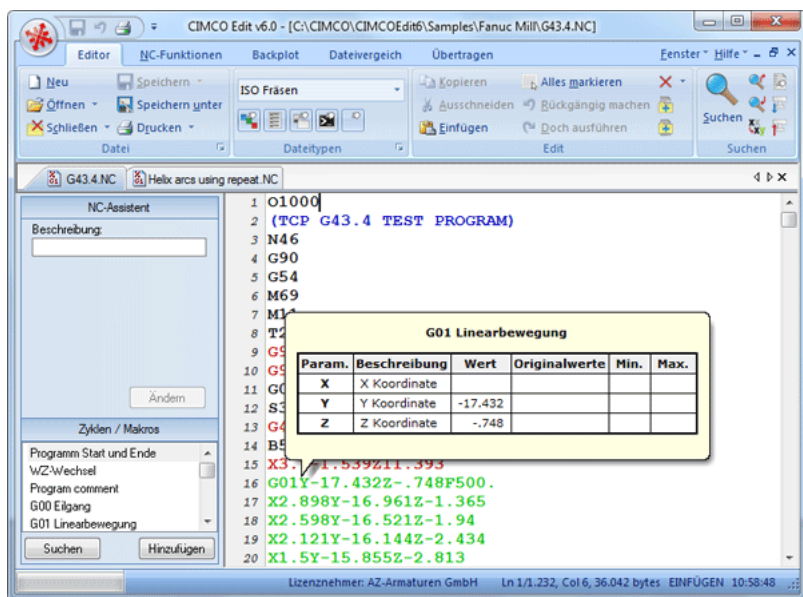 CIMCO Edit v6.0 - [C:\CIMCO\CIMCOEdit6\Samples\Fanuc Mill\G43.4.NC]
Editor NC-Funktionen Backplot Dateivergeich Übertragen Fenster Hilfe
Neu Speichern ISO Fräsen Kopieren Alles markieren
Öffnen Speichern unter Ausschneiden Rückgängig machen Suchen
Schließen Drucken Einfügen Doch ausführen
Datei Dateitypen Edit Suchen
G43.4.NC Helix arcs using repeat.NC
NC-Assistent
Beschreibung:
Ändern
Zyklen / Makros
Programm Start und Ende
WZ-Wechsel
Program comment
G00 Eilgang
G01 Linearbewegung
Suchen Hinzufügen
1 O1000
2 (TCP G43.4 TEST PROGRAM)
3 N46
4 G90
5 G54
6 M69
7
8
9
10
11
12
13
14
15
16 G01Y-17.432Z-.748F500.
17 X2.898Y-16.961Z-1.365
18 X2.598Y-16.521Z-1.94
19 X2.121Y-16.144Z-2.434
20 X1.5Y-15.855Z-2.813
G01 Linearbewegung
Param. Beschreibung Wert Originalwerte Min. Max.
X X Koordinate
Y Y Koordinate -17.432
Z Z Koordinate -.748
Lizenznehmer: AZ-Armaturen GmbH Ln 1/1.232, Col 6, 36.042 bytes EINFÜGEN 10:58:48